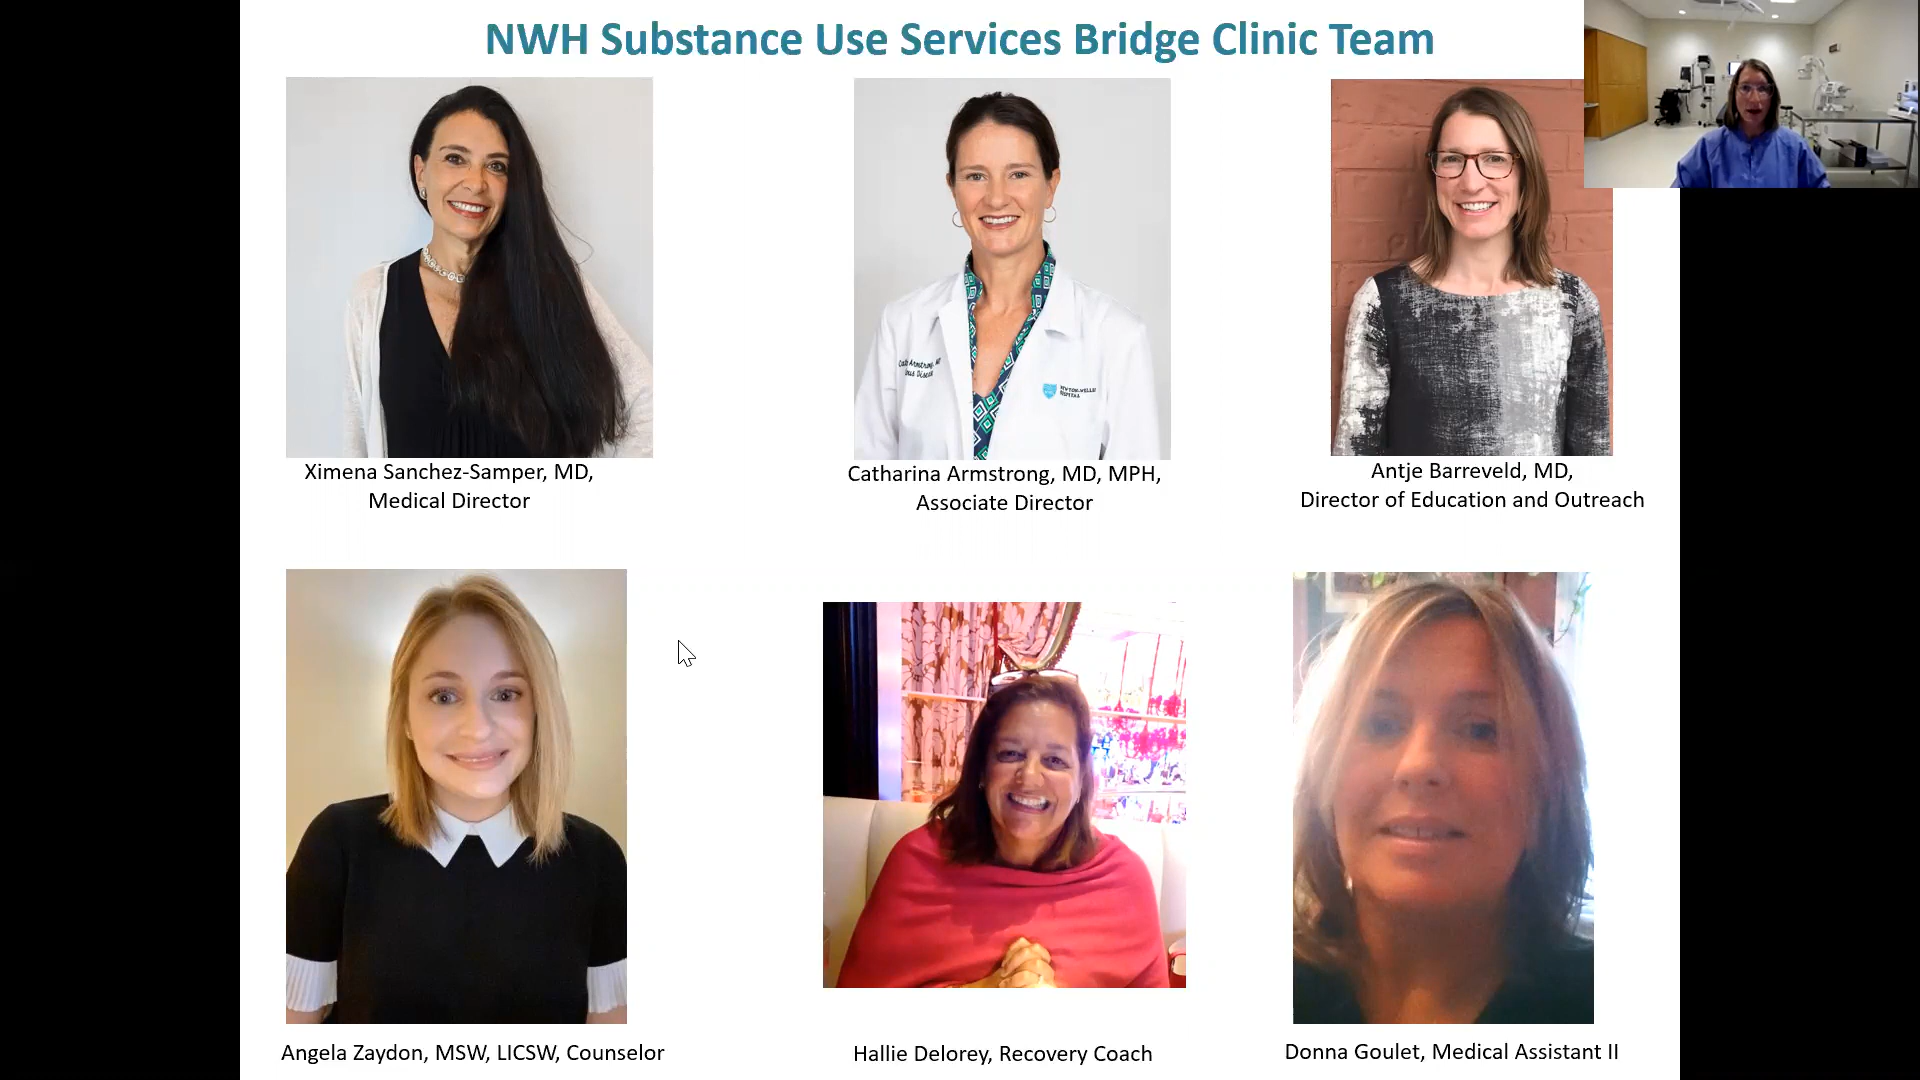 NWH Substance Use Services Bridge Clinic Team
Ximena Sanchez-Samper, MD,
Medical Director
Catharina Armstrong, MD, MPH,
Associate Director
Antje Barreveld, MD,
Director of Education and Outreach
Angela Zaydon, MSW, LICSW, Counselor
Hallie Delorey, Recovery Coach
Donna Goulet, Medical Assistant II